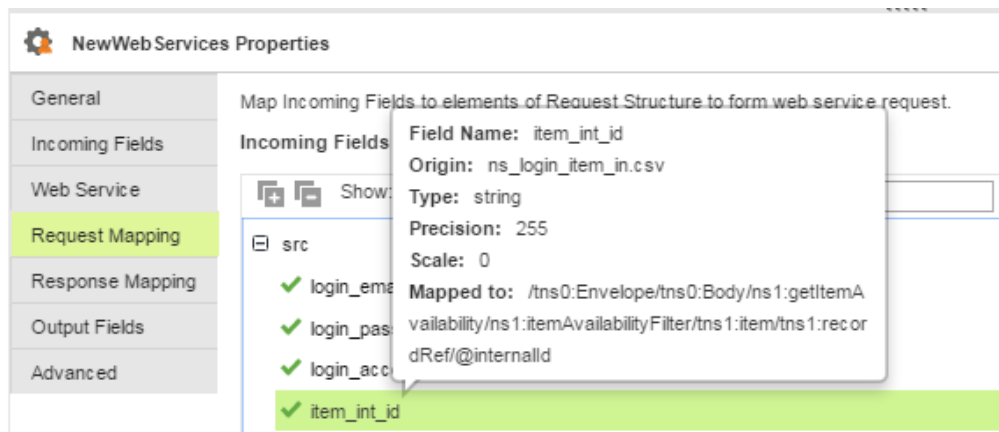 NewWebServices Properties
General
Map Incoming Fields to elements of Request Structure to form web service request.
Incoming Fields
Incoming Fields
Web Service
Show:
Request Mapping
Response Mapping
Output Fields
Advanced
src
login_ema
login_pas
login_acc
item_int_id
Field Name: item_int_id
Origin: ns_login_item_in.csv
Type: string
Precision: 255
Scale: 0
Mapped to: /tns0:Envelope/tns0:Body/ns1:getItemA
vailability/ns1:itemAvailabilityFilter/tns1:item/tns1:recor
dRef/@internalId